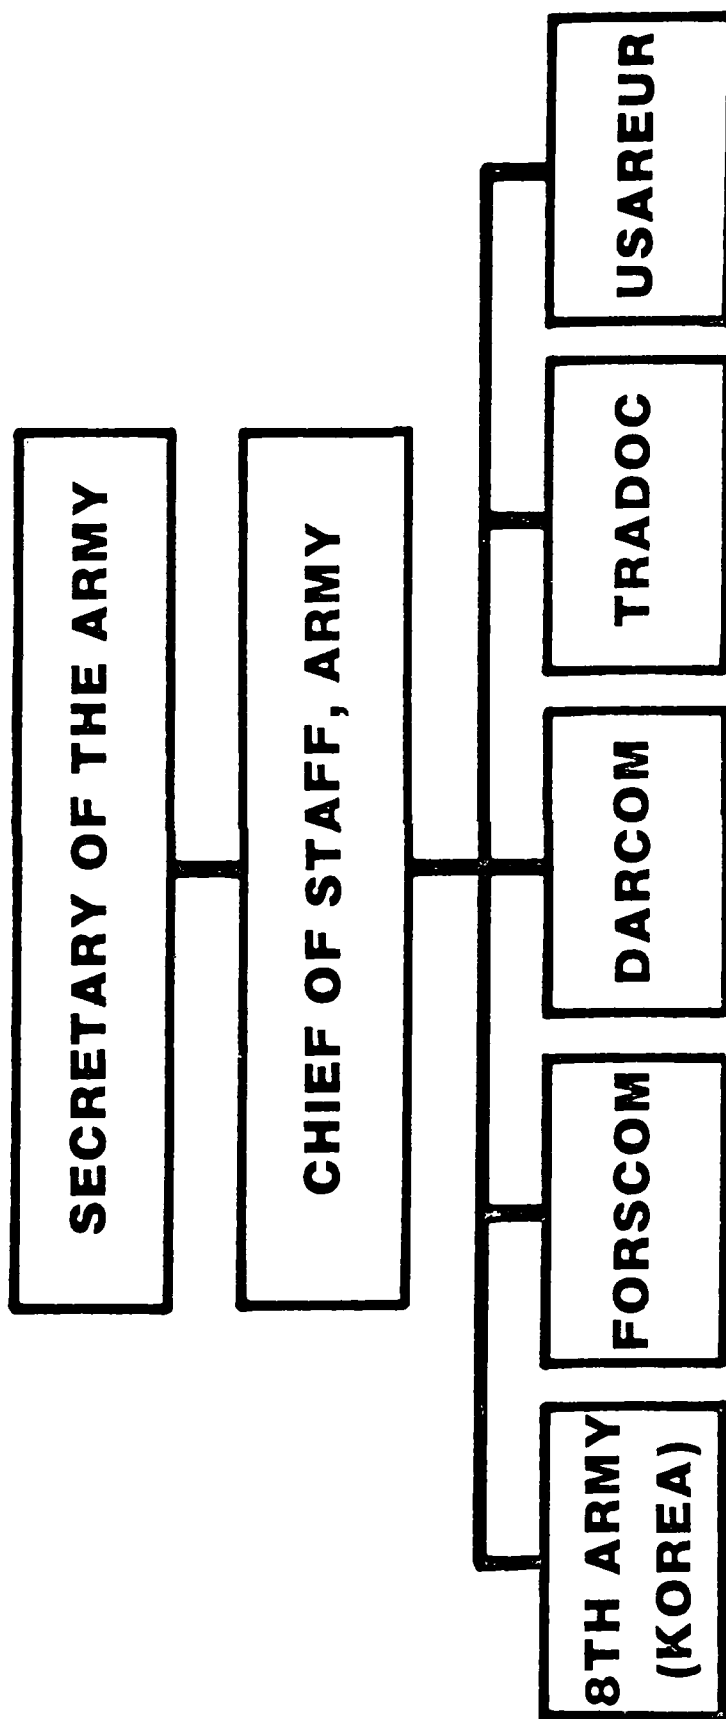 SECRETARY OF THE ARMY
CHIEF OF STAFF, ARMY
8TH ARMY
(KOREA)
FORSCOM
DARCOM
TRADOC
USAREUR